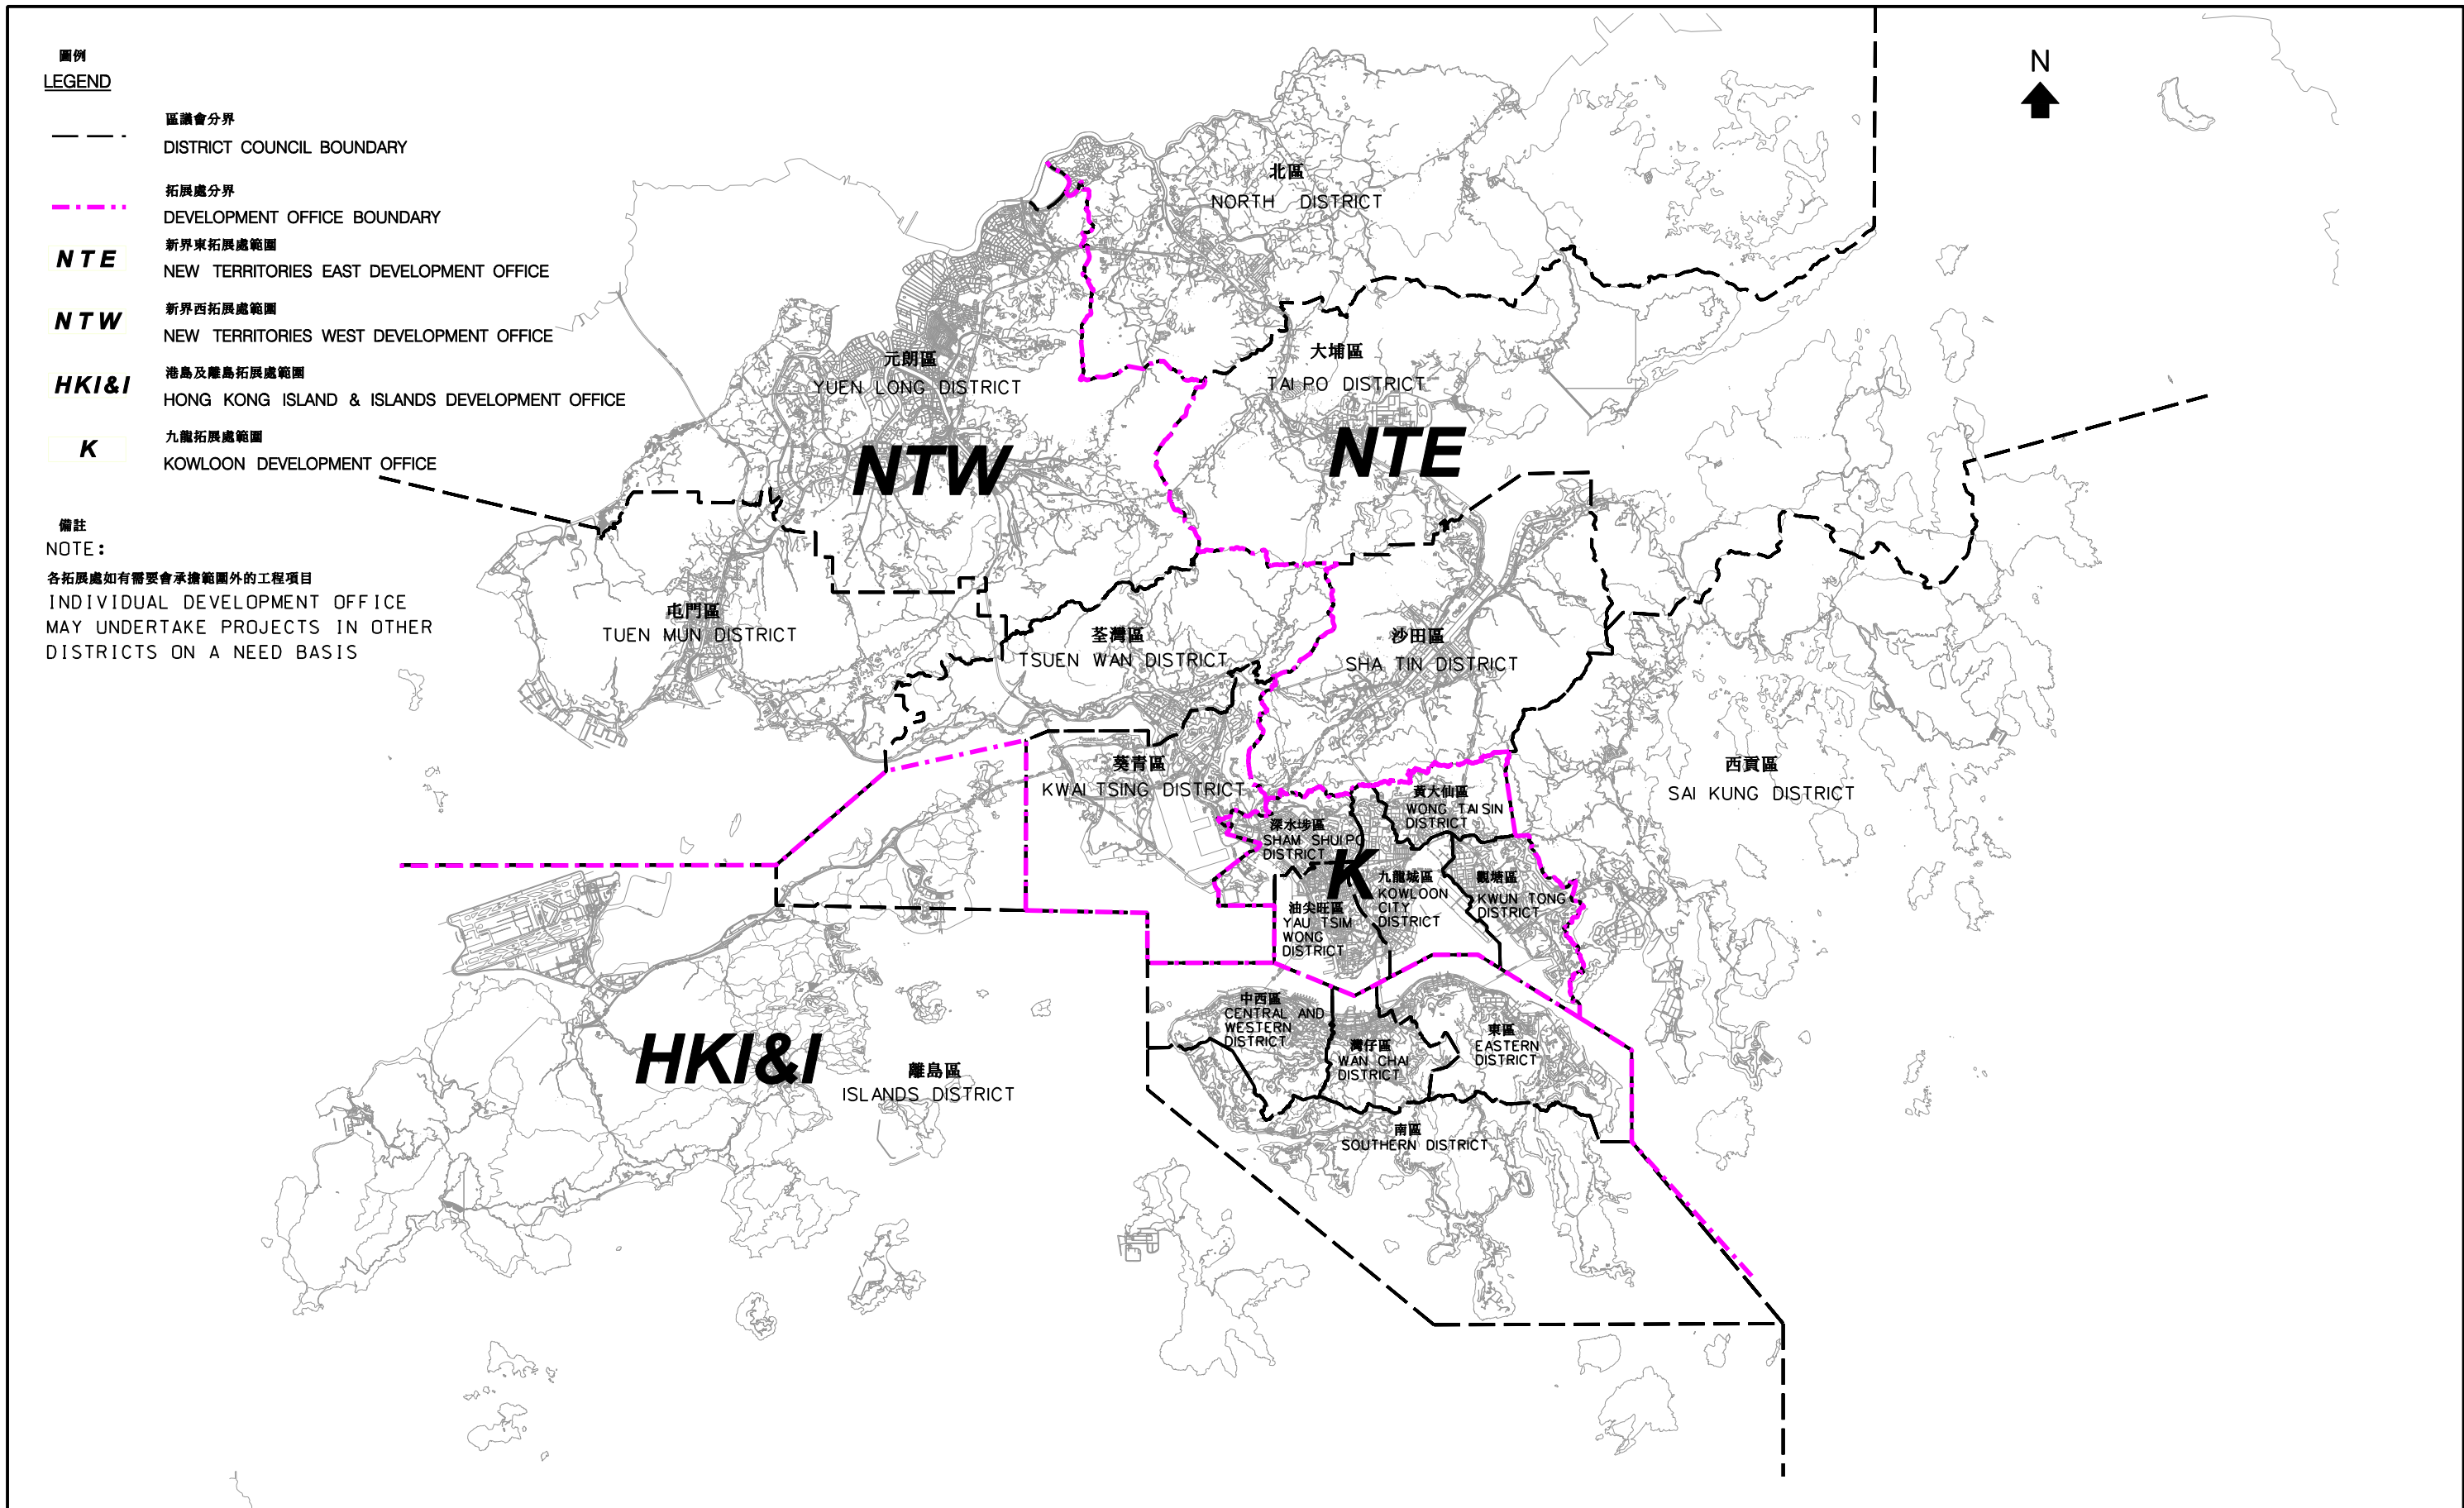 圖例
LEGEND
區議會分界
DISTRICT COUNCIL BOUNDARY
拓展處分界
DEVELOPMENT OFFICE BOUNDARY
NTE
新界東拓展處範圍
NEW TERRITORIES EAST DEVELOPMENT OFFICE
NTW
新界西拓展處範圍
NEW TERRITORIES WEST DEVELOPMENT OFFICE
HKI&I
港島及離島拓展處範圍
HONG KONG ISLAND & ISLANDS DEVELOPMENT OFFICE
K
九龍拓展處範圍
KOWLOON DEVELOPMENT OFFICE
備註
NOTE:
各拓展處如有需要會承擔範圍外的工程項目
INDIVIDUAL DEVELOPMENT OFFICE
MAY UNDERTAKE PROJECTS IN OTHER
DISTRICTS ON A NEED BASIS
N
北區
NORTH DISTRICT
元朗區
YUEN LONG DISTRICT
大埔區
TAI PO DISTRICT
NTW
NTE
屯門區
TUEN MUN DISTRICT
荃灣區
TSUEN WAN DISTRICT
沙田區
SHA TIN DISTRICT
葵青區
KWAI TSING DISTRICT
西貢區
SAI KUNG DISTRICT
黃大仙區
WONG TAI SIN
DISTRICT
深水埗區
SHAM SHUI PO
DISTRICT
K
九龍城區
KOWLOON
CITY
DISTRICT
觀塘區
KWUN TONG
DISTRICT
油尖旺區
YAU TSIM
WONG
DISTRICT
中西區
CENTRAL AND
WESTERN
DISTRICT
灣仔區
WAN CHAI
DISTRICT
東區
EASTERN
DISTRICT
HKI&I
離島區
ISLANDS DISTRICT
南區
SOUTHERN DISTRICT